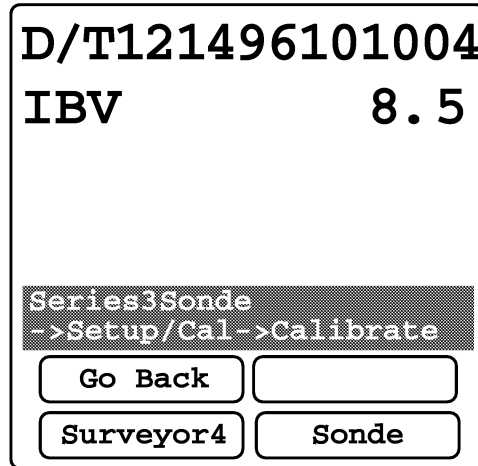 D/T121496101004
IBV 8.5
Series3Sonde
->Setup/Cal->Calibrate
Go Back
Surveyor4 Sonde